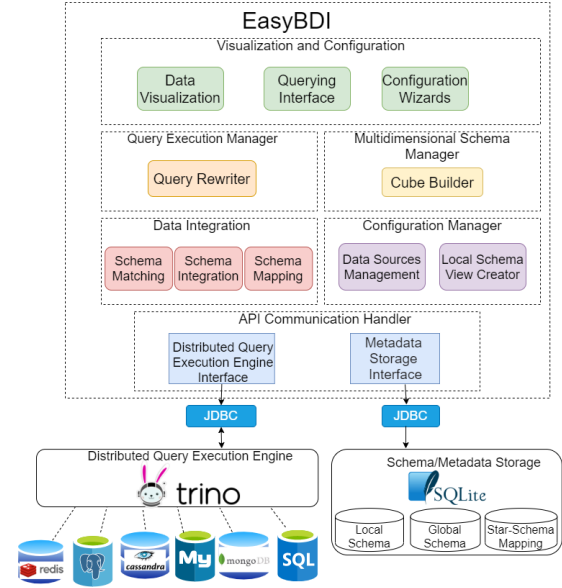 EasyBDI
Visualization and Configuration
Data
Visualization
Querying
Interface
Configuration
Wizards
Query Execution Manager
Query Rewriter
Multidimensional Schema
Manager
Cube Builder
Data Integration
Schema
Matching
Schema
Integration
Schema
Mapping
Configuration Manager
Data Sources
Management
Local Schema
View Creator
API Communication Handler
Distributed Query
Execution Engine
Interface
Metadata
Storage
Interface
JDBC
JDBC
Distributed Query Execution Engine
trino
Schema/Metadata Storage
SQLite
Local
Schema
Global
Schema
Star-Schema
Mapping
redis
cassandra
My
mongoDB
SQL